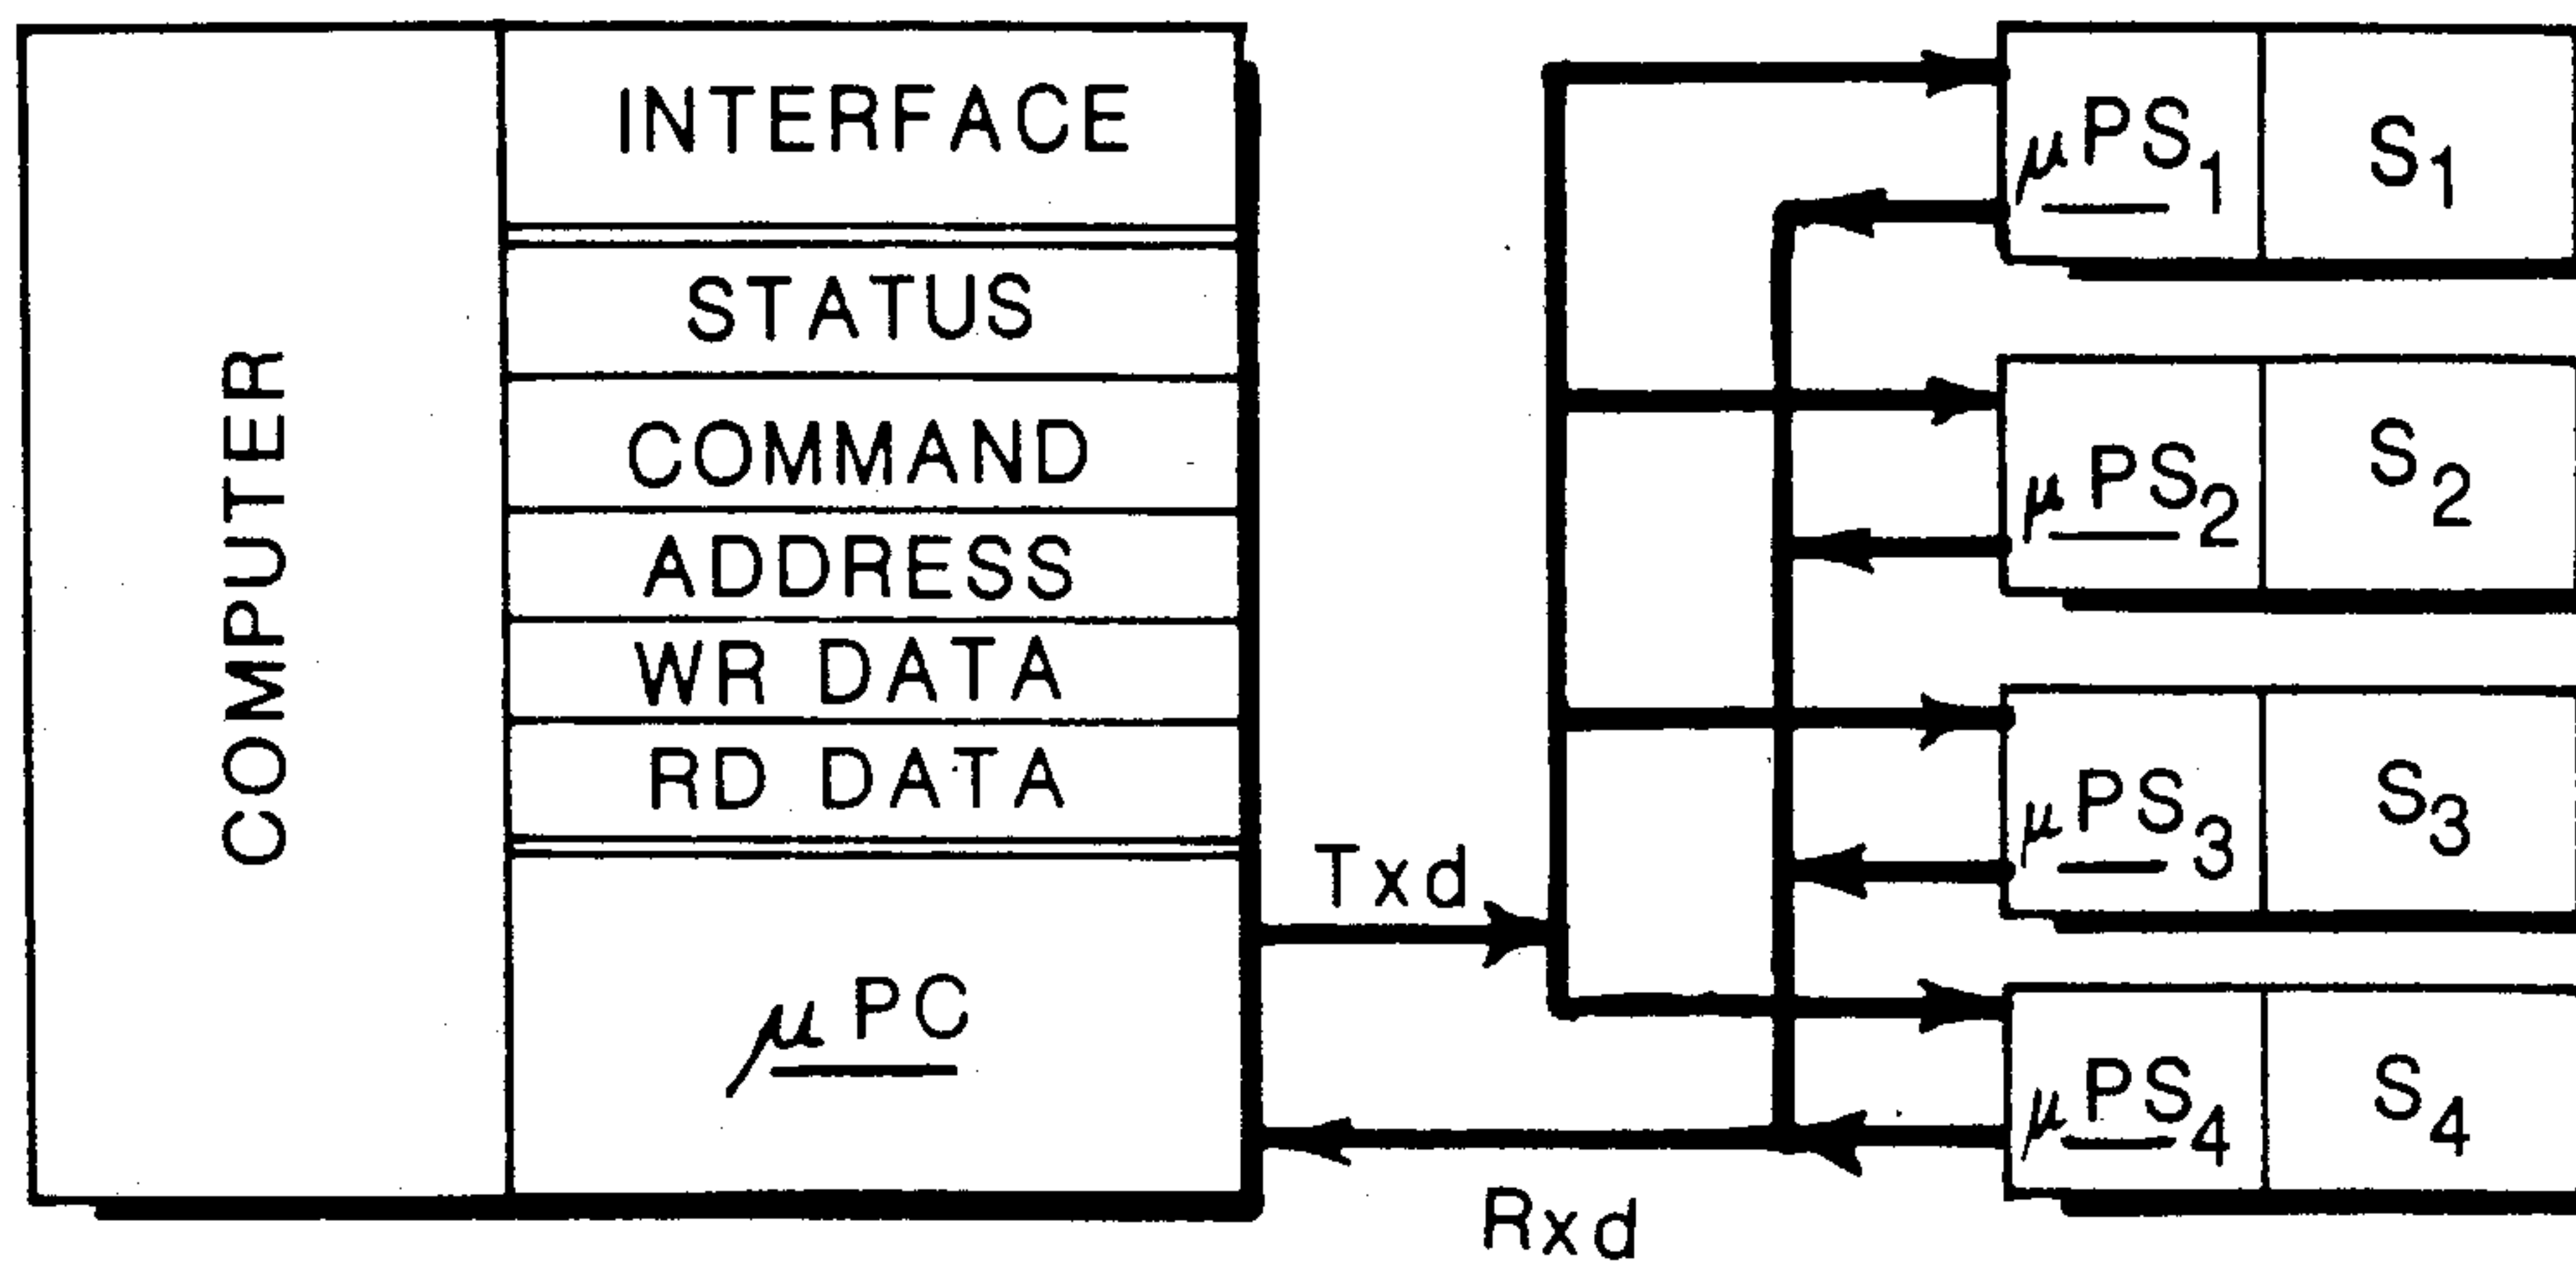 COMPUTER
INTERFACE
STATUS
COMMAND
ADDRESS
WR DATA
RD DATA
μPC
Txd
Rxd
μPS₁
S₁
μPS₂
S₂
μPS₃
S₃
μPS₄
S₄